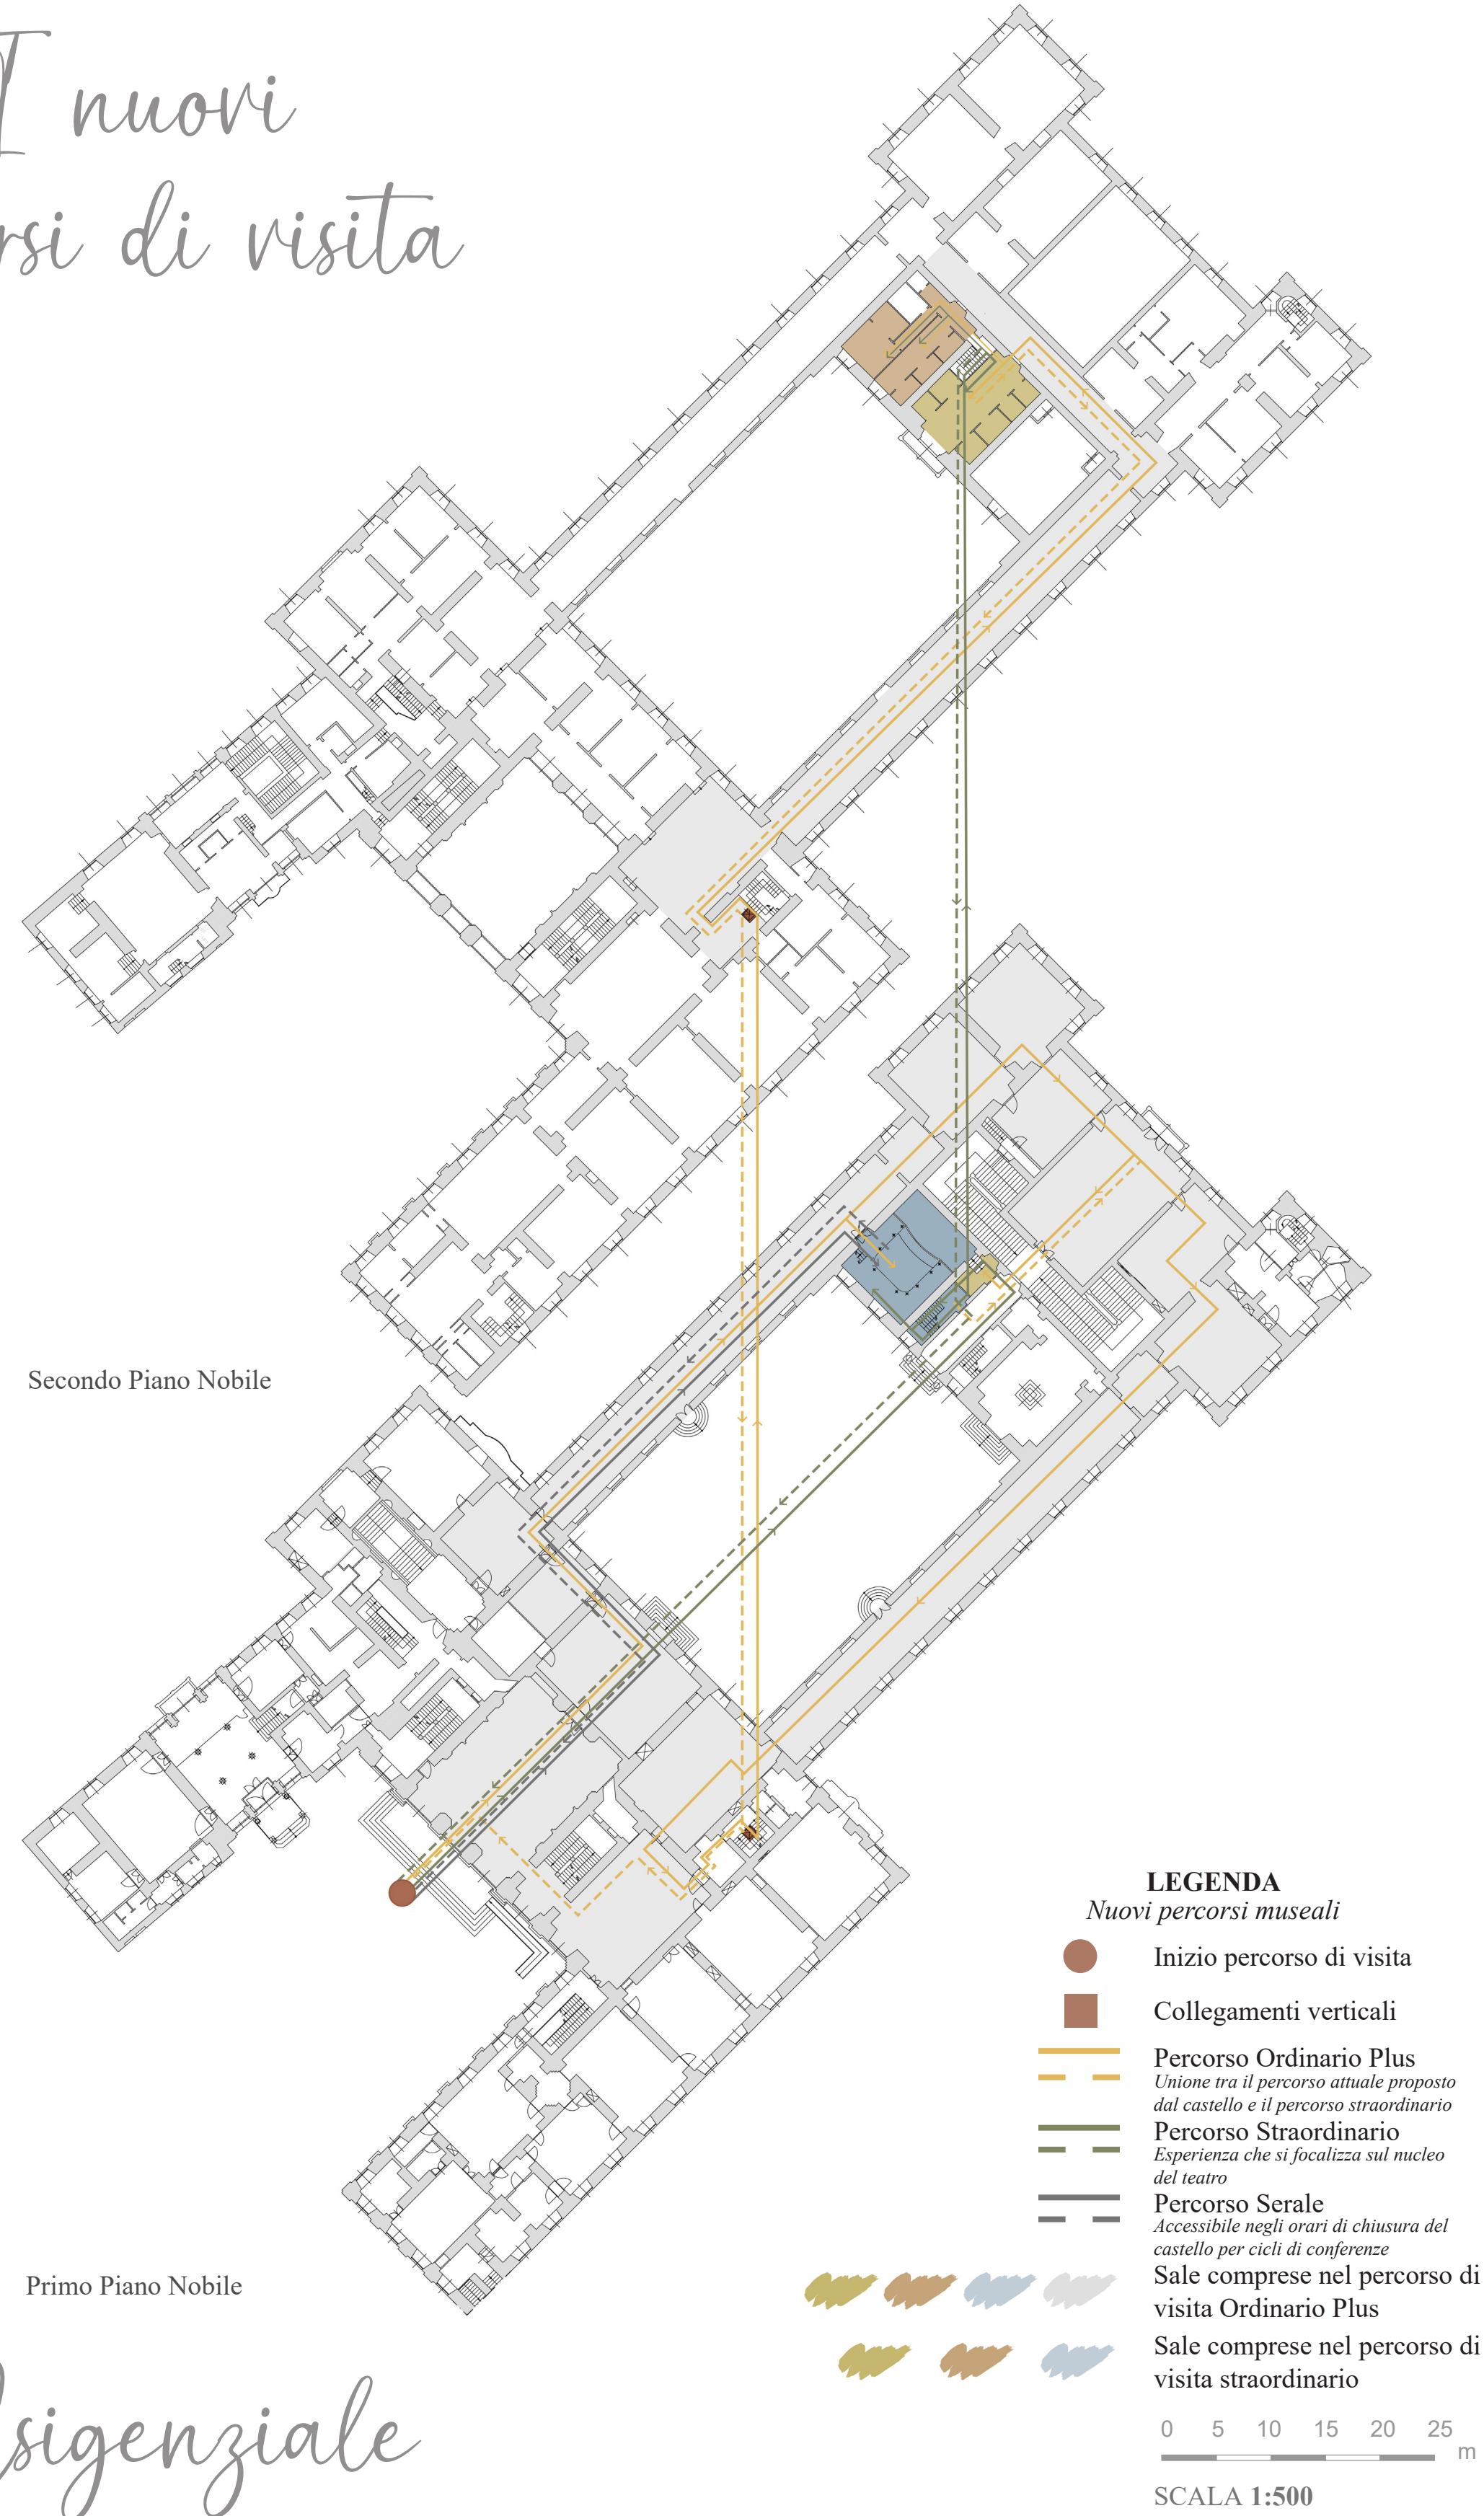 I nuovi
rsi di visita
Secondo Piano Nobile
Primo Piano Nobile
LEGENDA
Nuovi percorsi museali
Inizio percorso di visita
Collegamenti verticali
Percorso Ordinario Plus
Unione tra il percorso attuale proposto
dal castello e il percorso straordinario
Percorso Straordinario
Esperienza che si focalizza sul nucleo
del teatro
Percorso Serale
Accessibile negli orari di chiusura del
castello per cicli di conferenze
Sale comprese nel percorso di
visita Ordinario Plus
Sale comprese nel percorso di
visita straordinario
0 5 10 15 20 25
m
SCALA 1:500
sigenziale